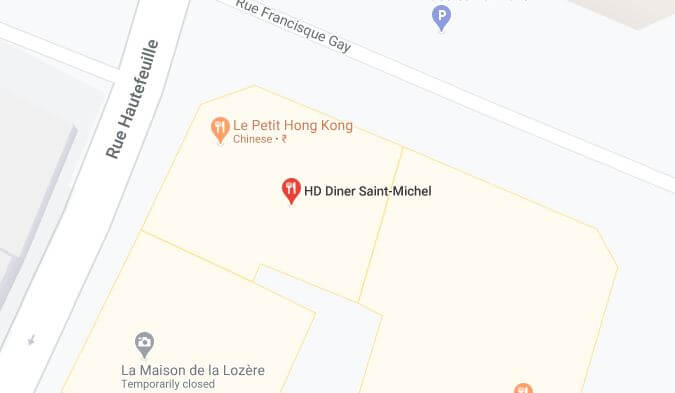 Rue Francisque Gay
P
Rue Hautefeuille
Le Petit Hong Kong
Chinese • ₹
HD Diner Saint-Michel
La Maison de la Lozère
Temporarily closed